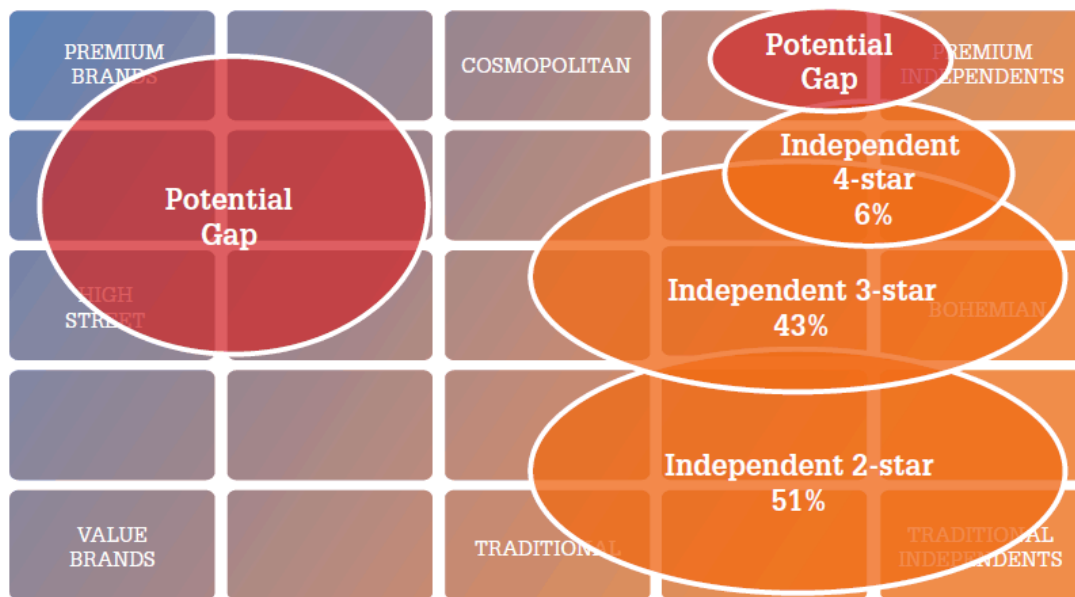 PREMIUM
BRANDS
COSMOPOLITAN
Potential
Gap
PREMIUM
INDEPENDENTS
Independent
4-star
6%
Potential
Gap
HIGH
STREET
Independent 3-star
43%
BOHEMIAN
Independent 2-star
51%
VALUE
BRANDS
TRADITIONAL
TRADITIONAL
INDEPENDENTS